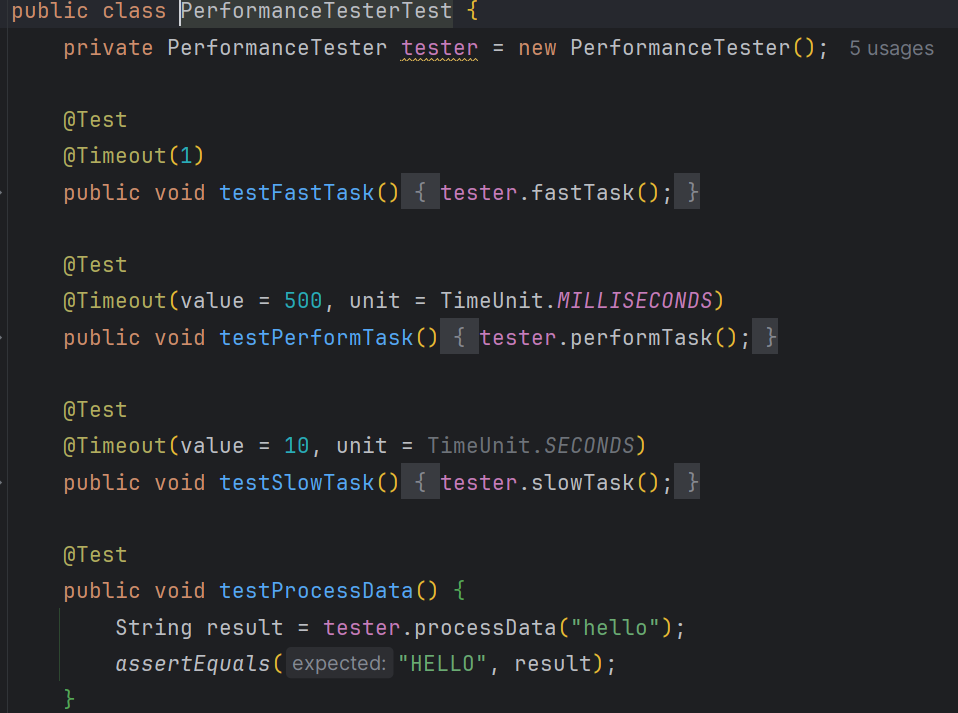 public class PerformanceTesterTest {
private PerformanceTester tester = new PerformanceTester(); 5 usages
@Test
@Timeout(1)
public void testFastTask() { tester.fastTask(); }
@Test
@Timeout(value = 500, unit = TimeUnit.MILLISECONDS)
public void testPerformTask() { tester.performTask(); }
@Test
@Timeout(value = 10, unit = TimeUnit.SECONDS)
public void testSlowTask() { tester.slowTask(); }
@Test
public void testProcessData() {
String result = tester.processData("hello");
assertEquals( expected: "HELLO", result);
}